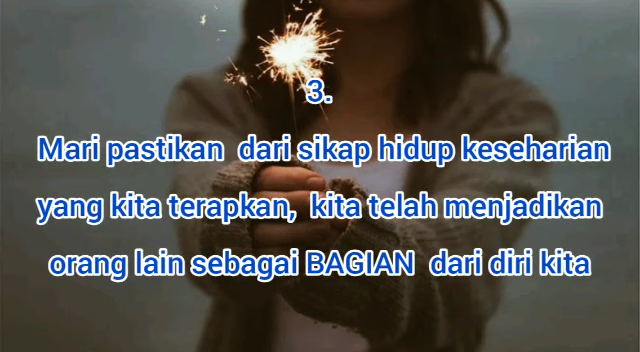 3.
Mari pastikan dari sikap hidup keseharian
yang kita terapkan, kita telah menjadikan
orang lain sebagai BAGIAN dari diri kita